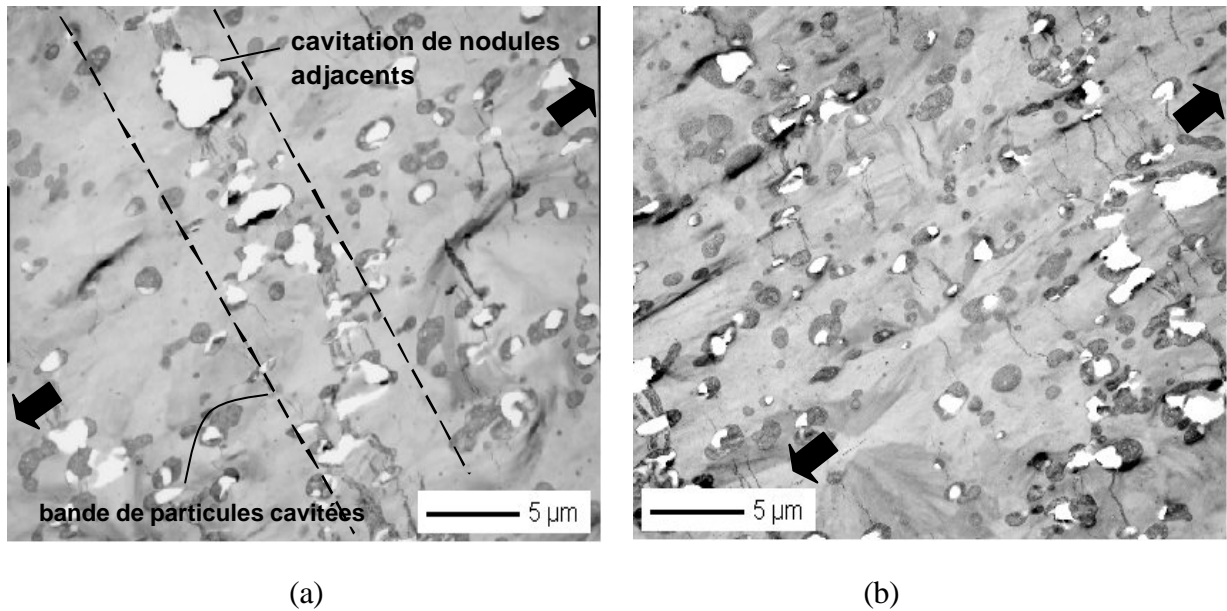 cavitation de nodules
adjacents
bande de particules cavitées
5 µm
5 µm
(a)
(b)